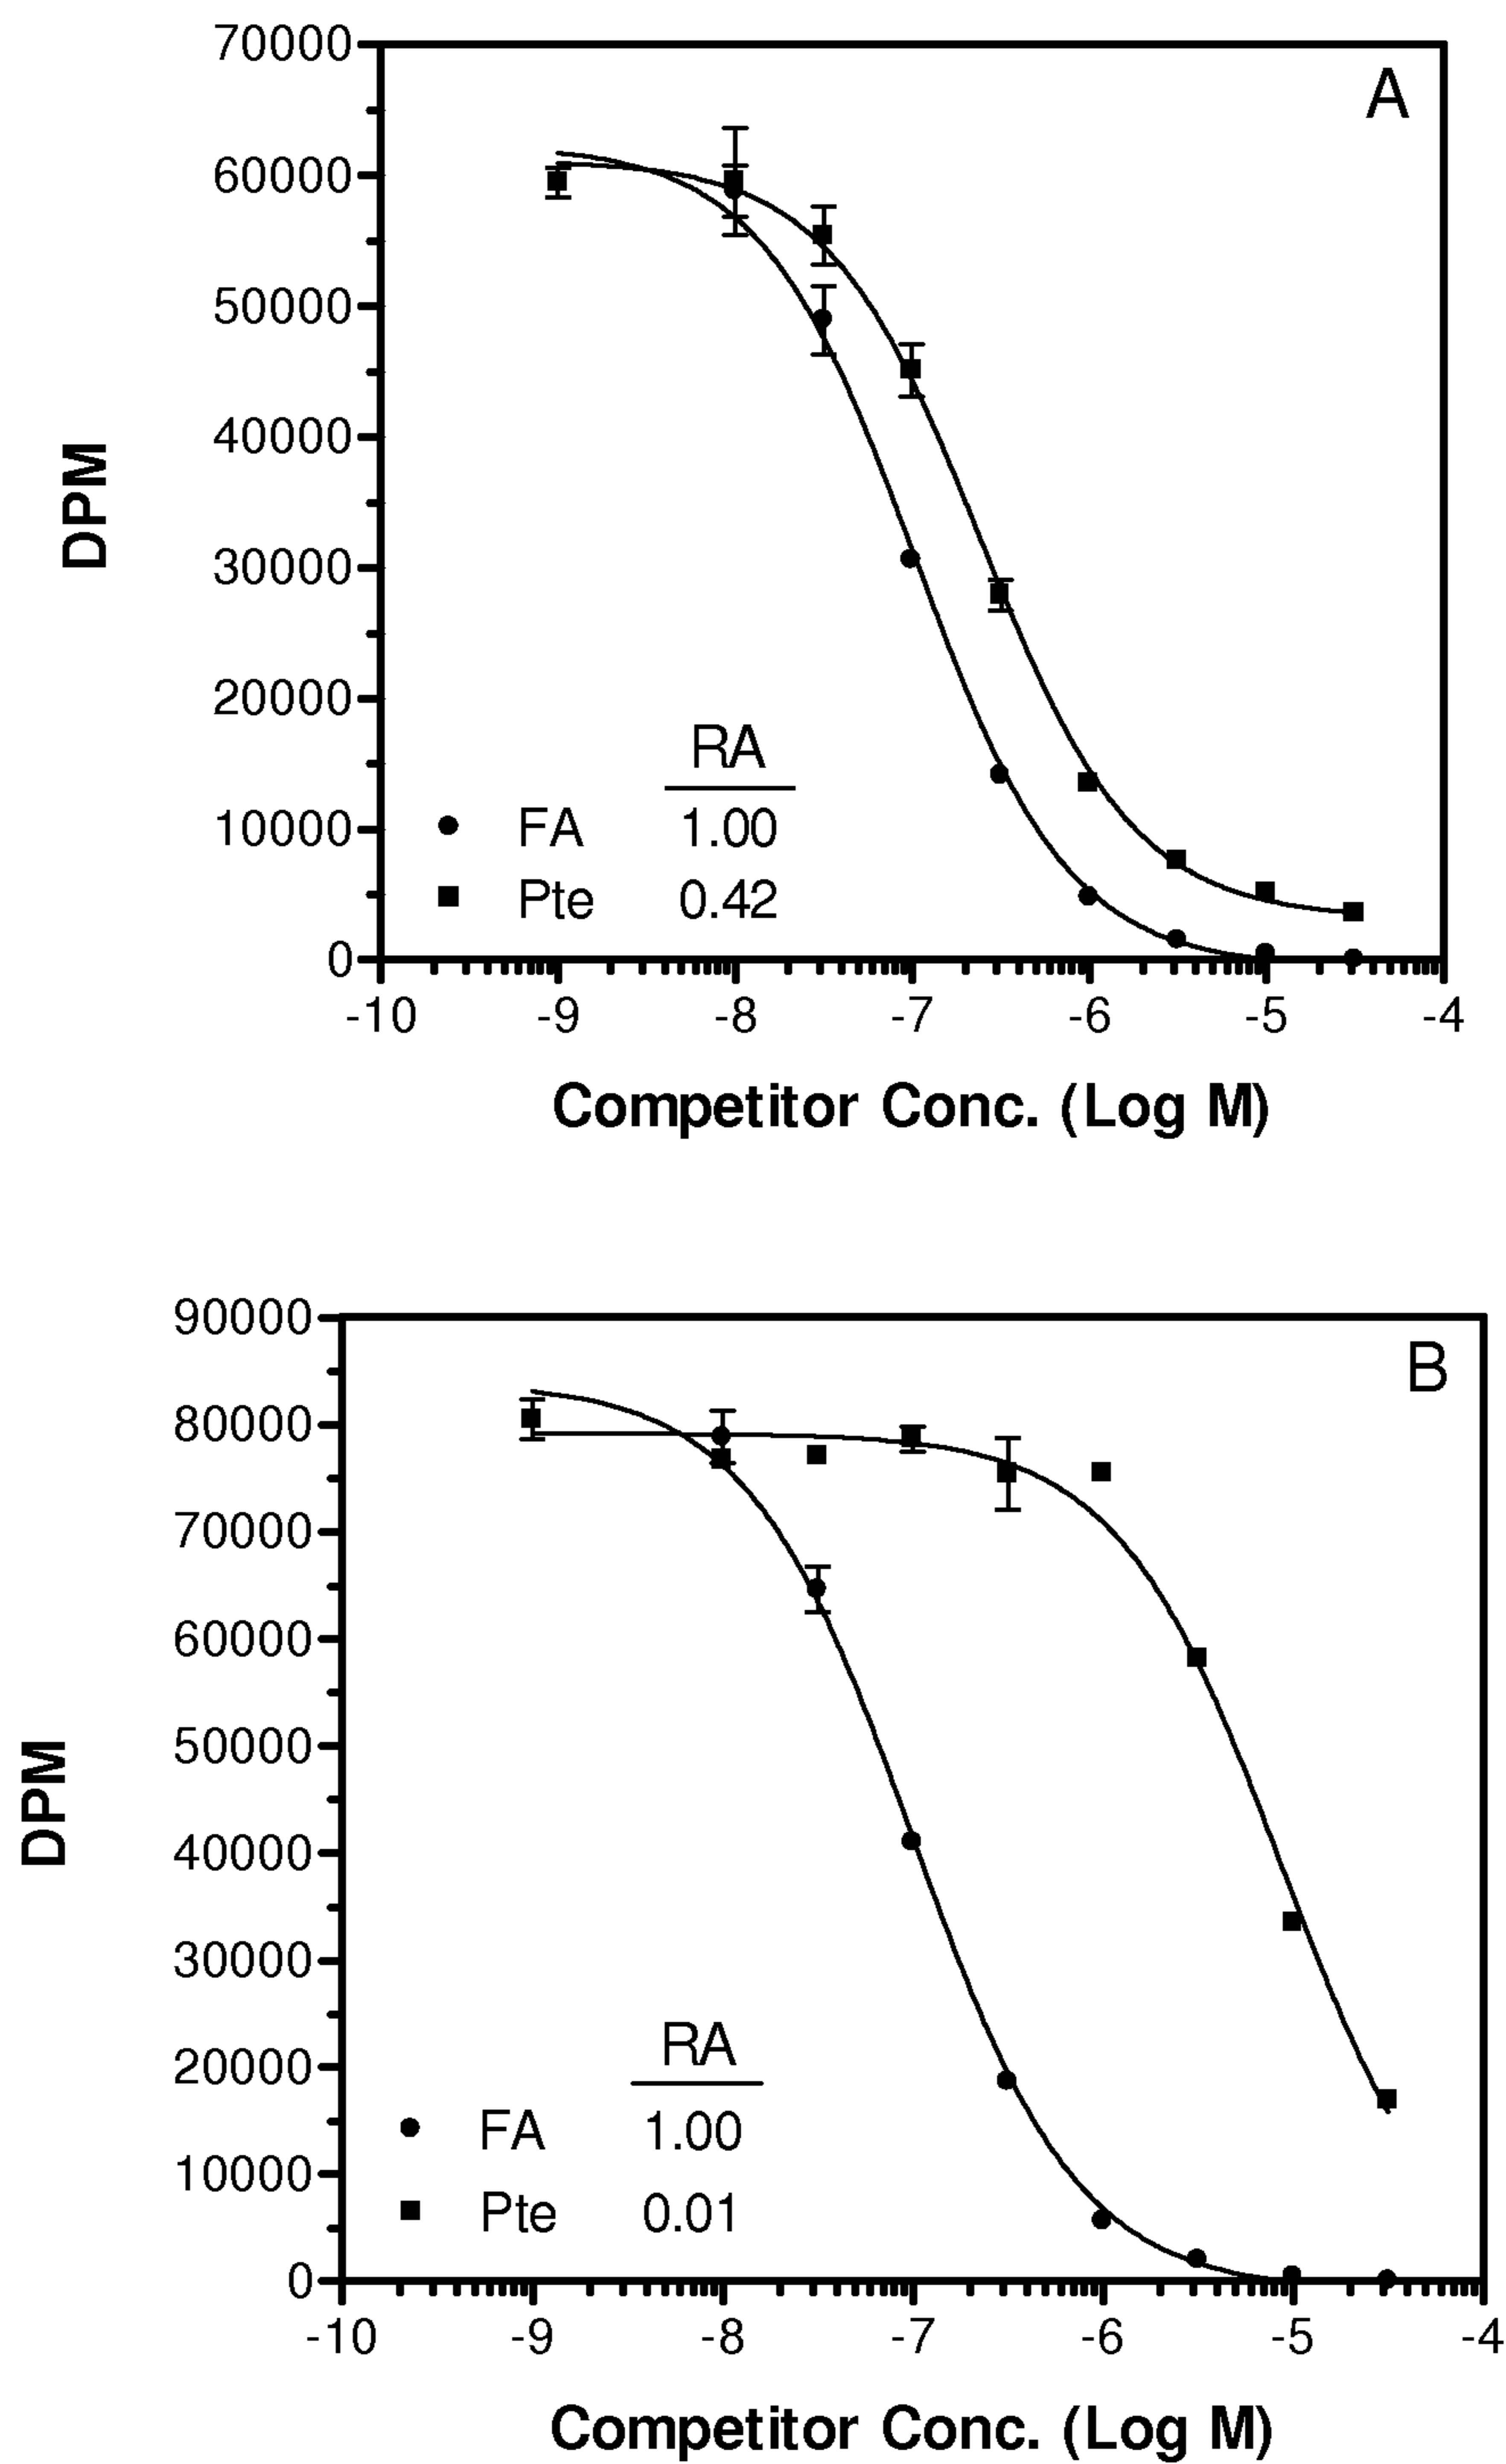 A
70000
60000
50000
40000
30000
20000
10000
0
DPM
RA
FA 1.00
Pte 0.42
-10 -9 -8 -7 -6 -5 -4
Competitor Conc. (Log M)
B
90000
80000
70000
60000
50000
40000
30000
20000
10000
0
DPM
RA
FA 1.00
Pte 0.01
-10 -9 -8 -7 -6 -5 -4
Competitor Conc. (Log M)